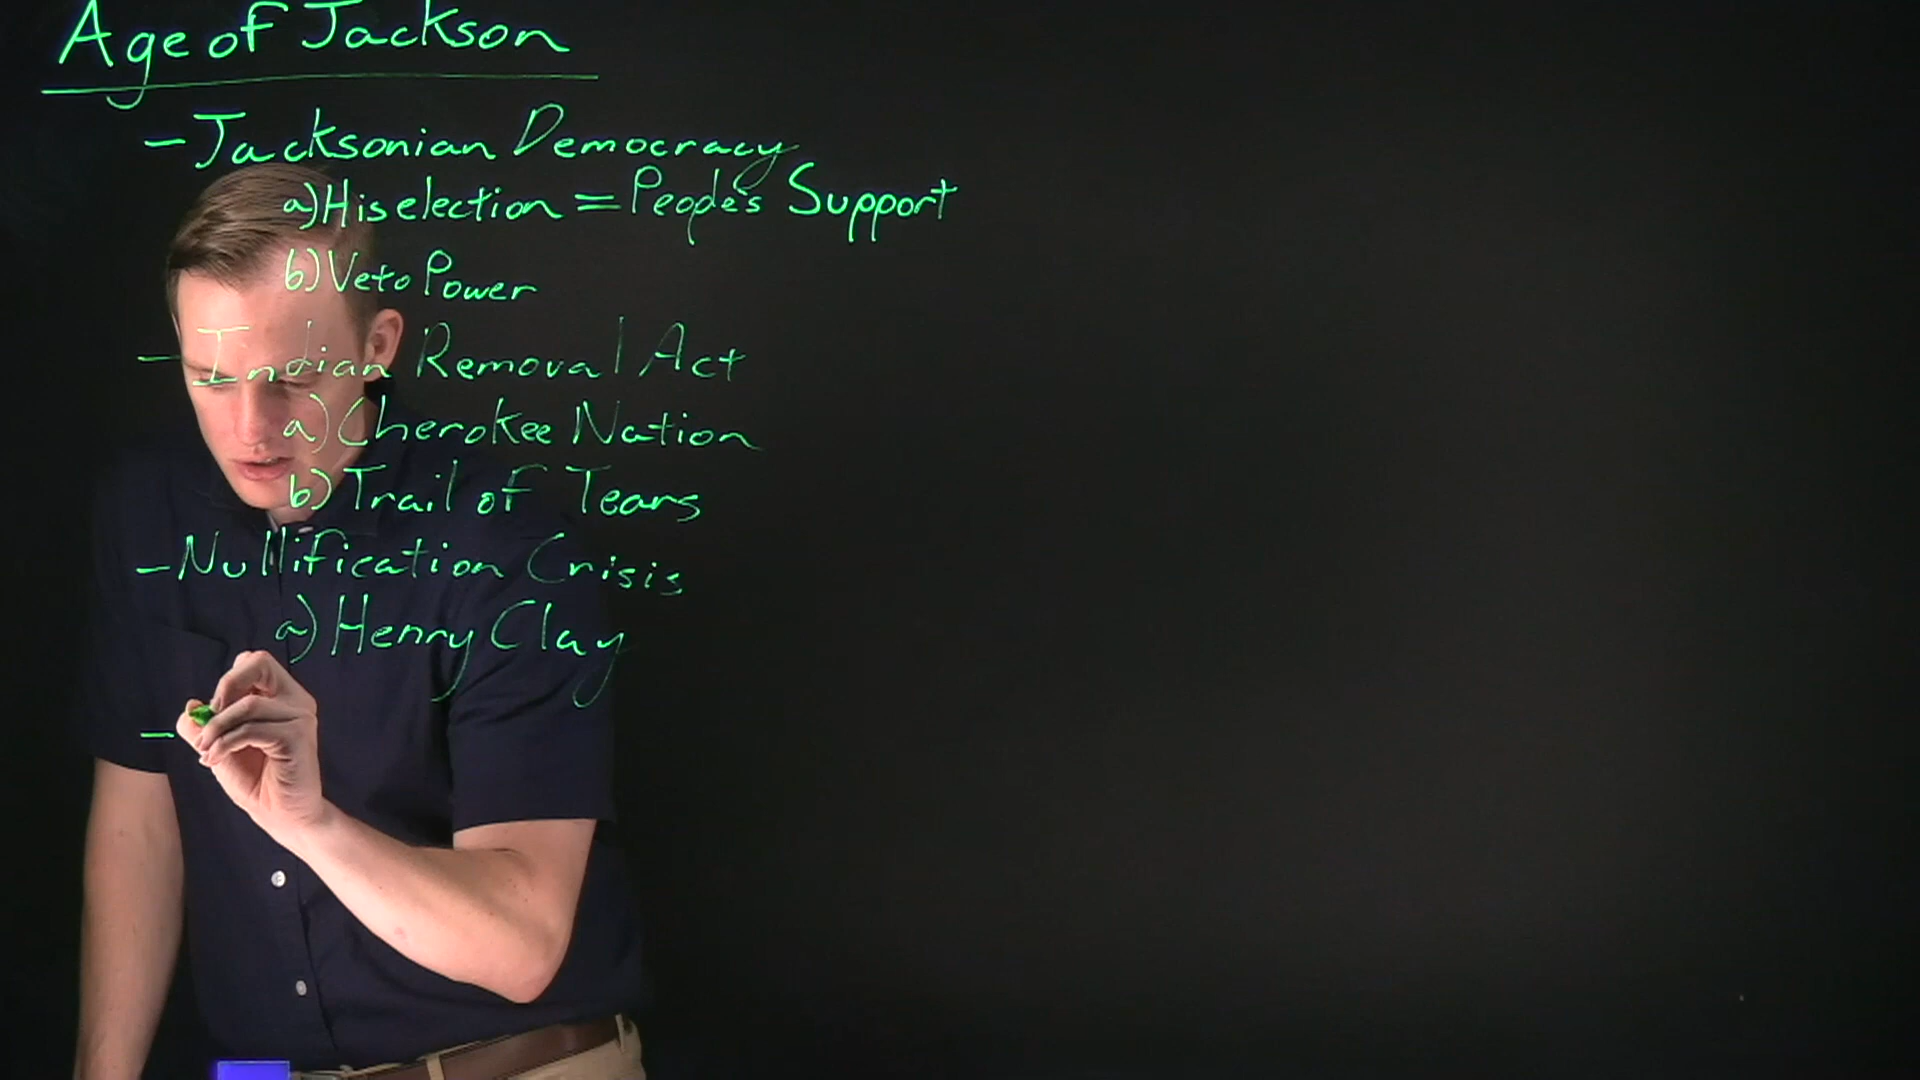 Age of Jackson
- Jacksonian Democracy
a) His election = People's Support
b) Veto Power
- Indian Removal Act
a) Cherokee Nation
b) Trail of Tears
- Nullification Crisis
a) Henry Clay
-